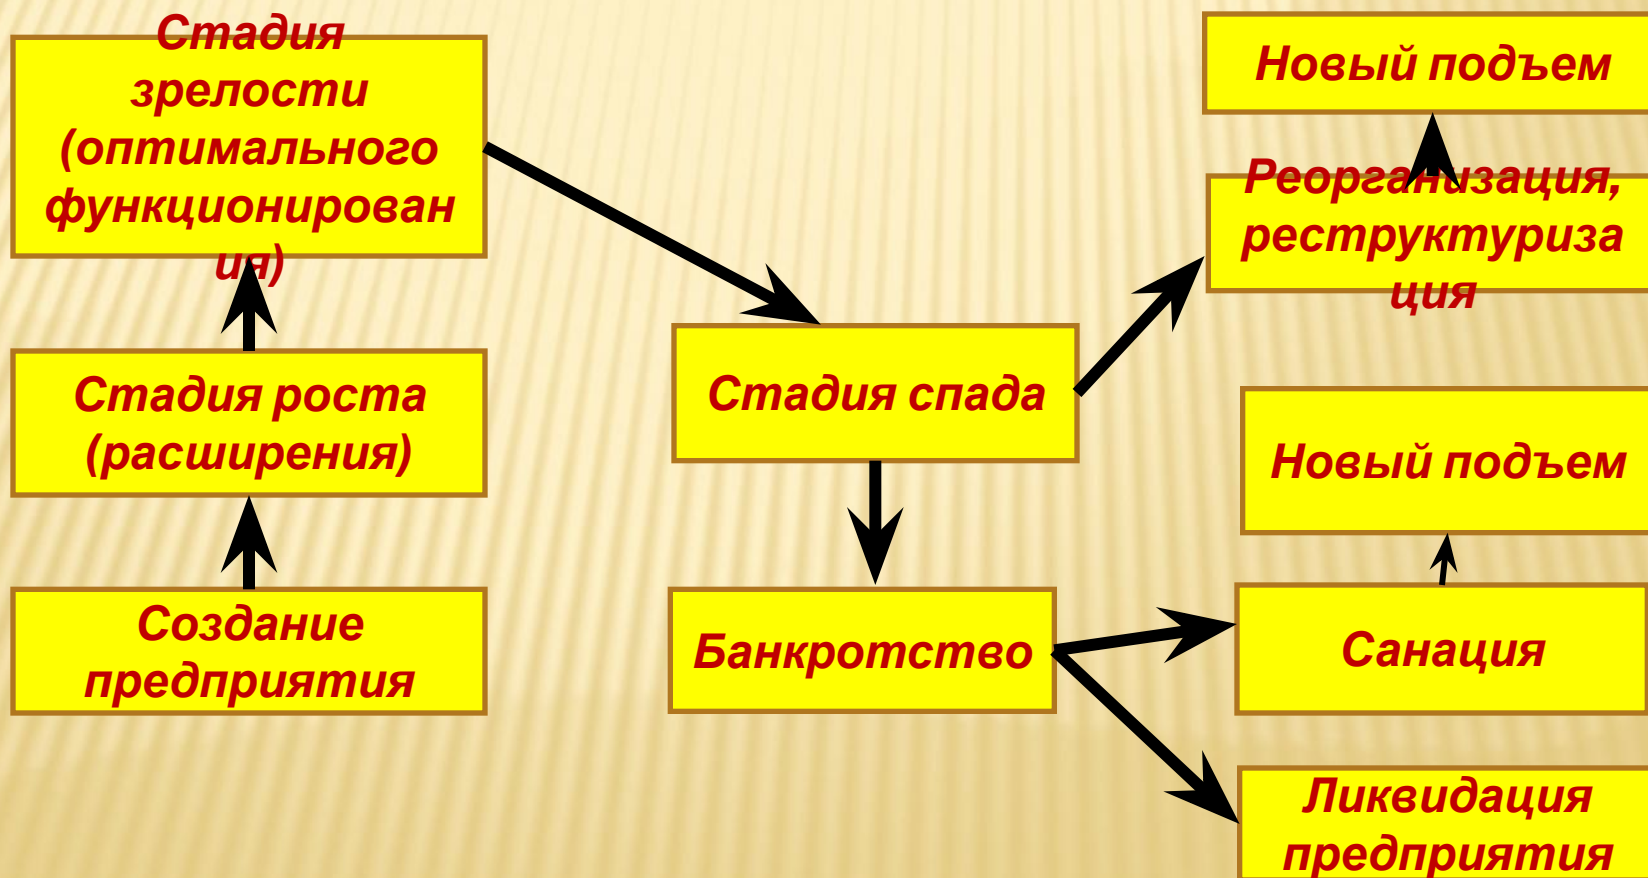 Стадия
зрелости
(оптимального
функционирован
ия)
Стадия роста
(расширения)
Создание
предприятия
Стадия спада
Банкротство
Новый подъем
Реорганизация,
реструктуриза
ция
Новый подъем
Санация
Ликвидация
предприятия